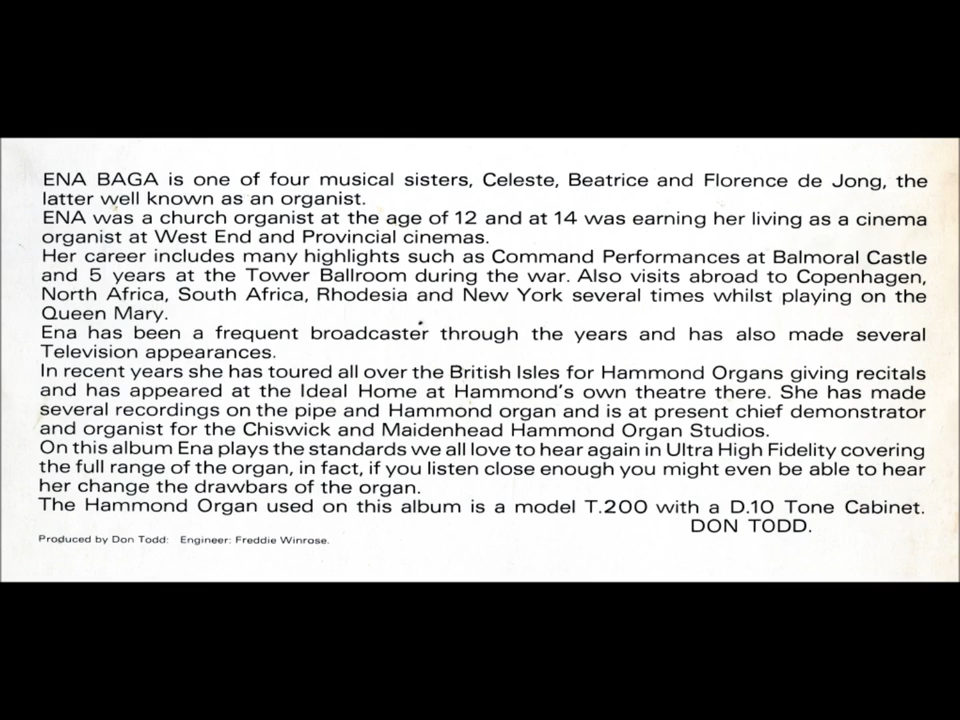 ENA BAGA is one of four musical sisters, Celeste, Beatrice and Florence de Jong, the
latter well known as an organist.
ENA was a church organist at the age of 12 and at 14 was earning her living as a cinema
organist at West End and Provincial cinemas.
Her career includes many highlights such as Command Performances at Balmoral Castle
and 5 years at the Tower Ballroom during the war. Also visits abroad to Copenhagen,
North Africa, South Africa, Rhodesia and New York several times whilst playing on the
Queen Mary.
Ena has been a frequent broadcaster through the years and has also made several
Television appearances.
In recent years she has toured all over the British Isles for Hammond Organs giving recitals
and has appeared at the Ideal Home at Hammond's own theatre there. She has made
several recordings on the pipe and Hammond organ and is at present chief demonstrator
and organist for the Chiswick and Maidenhead Hammond Organ Studios.
On this album Ena plays the standards we all love to hear again in Ultra High Fidelity covering
the full range of the organ, in fact, if you listen close enough you might even be able to hear
her change the drawbars of the organ.
The Hammond Organ used on this album is a model T.200 with a D.10 Tone Cabinet.
DON TODD.
Produced by Don Todd: Engineer: Freddie Winrose.